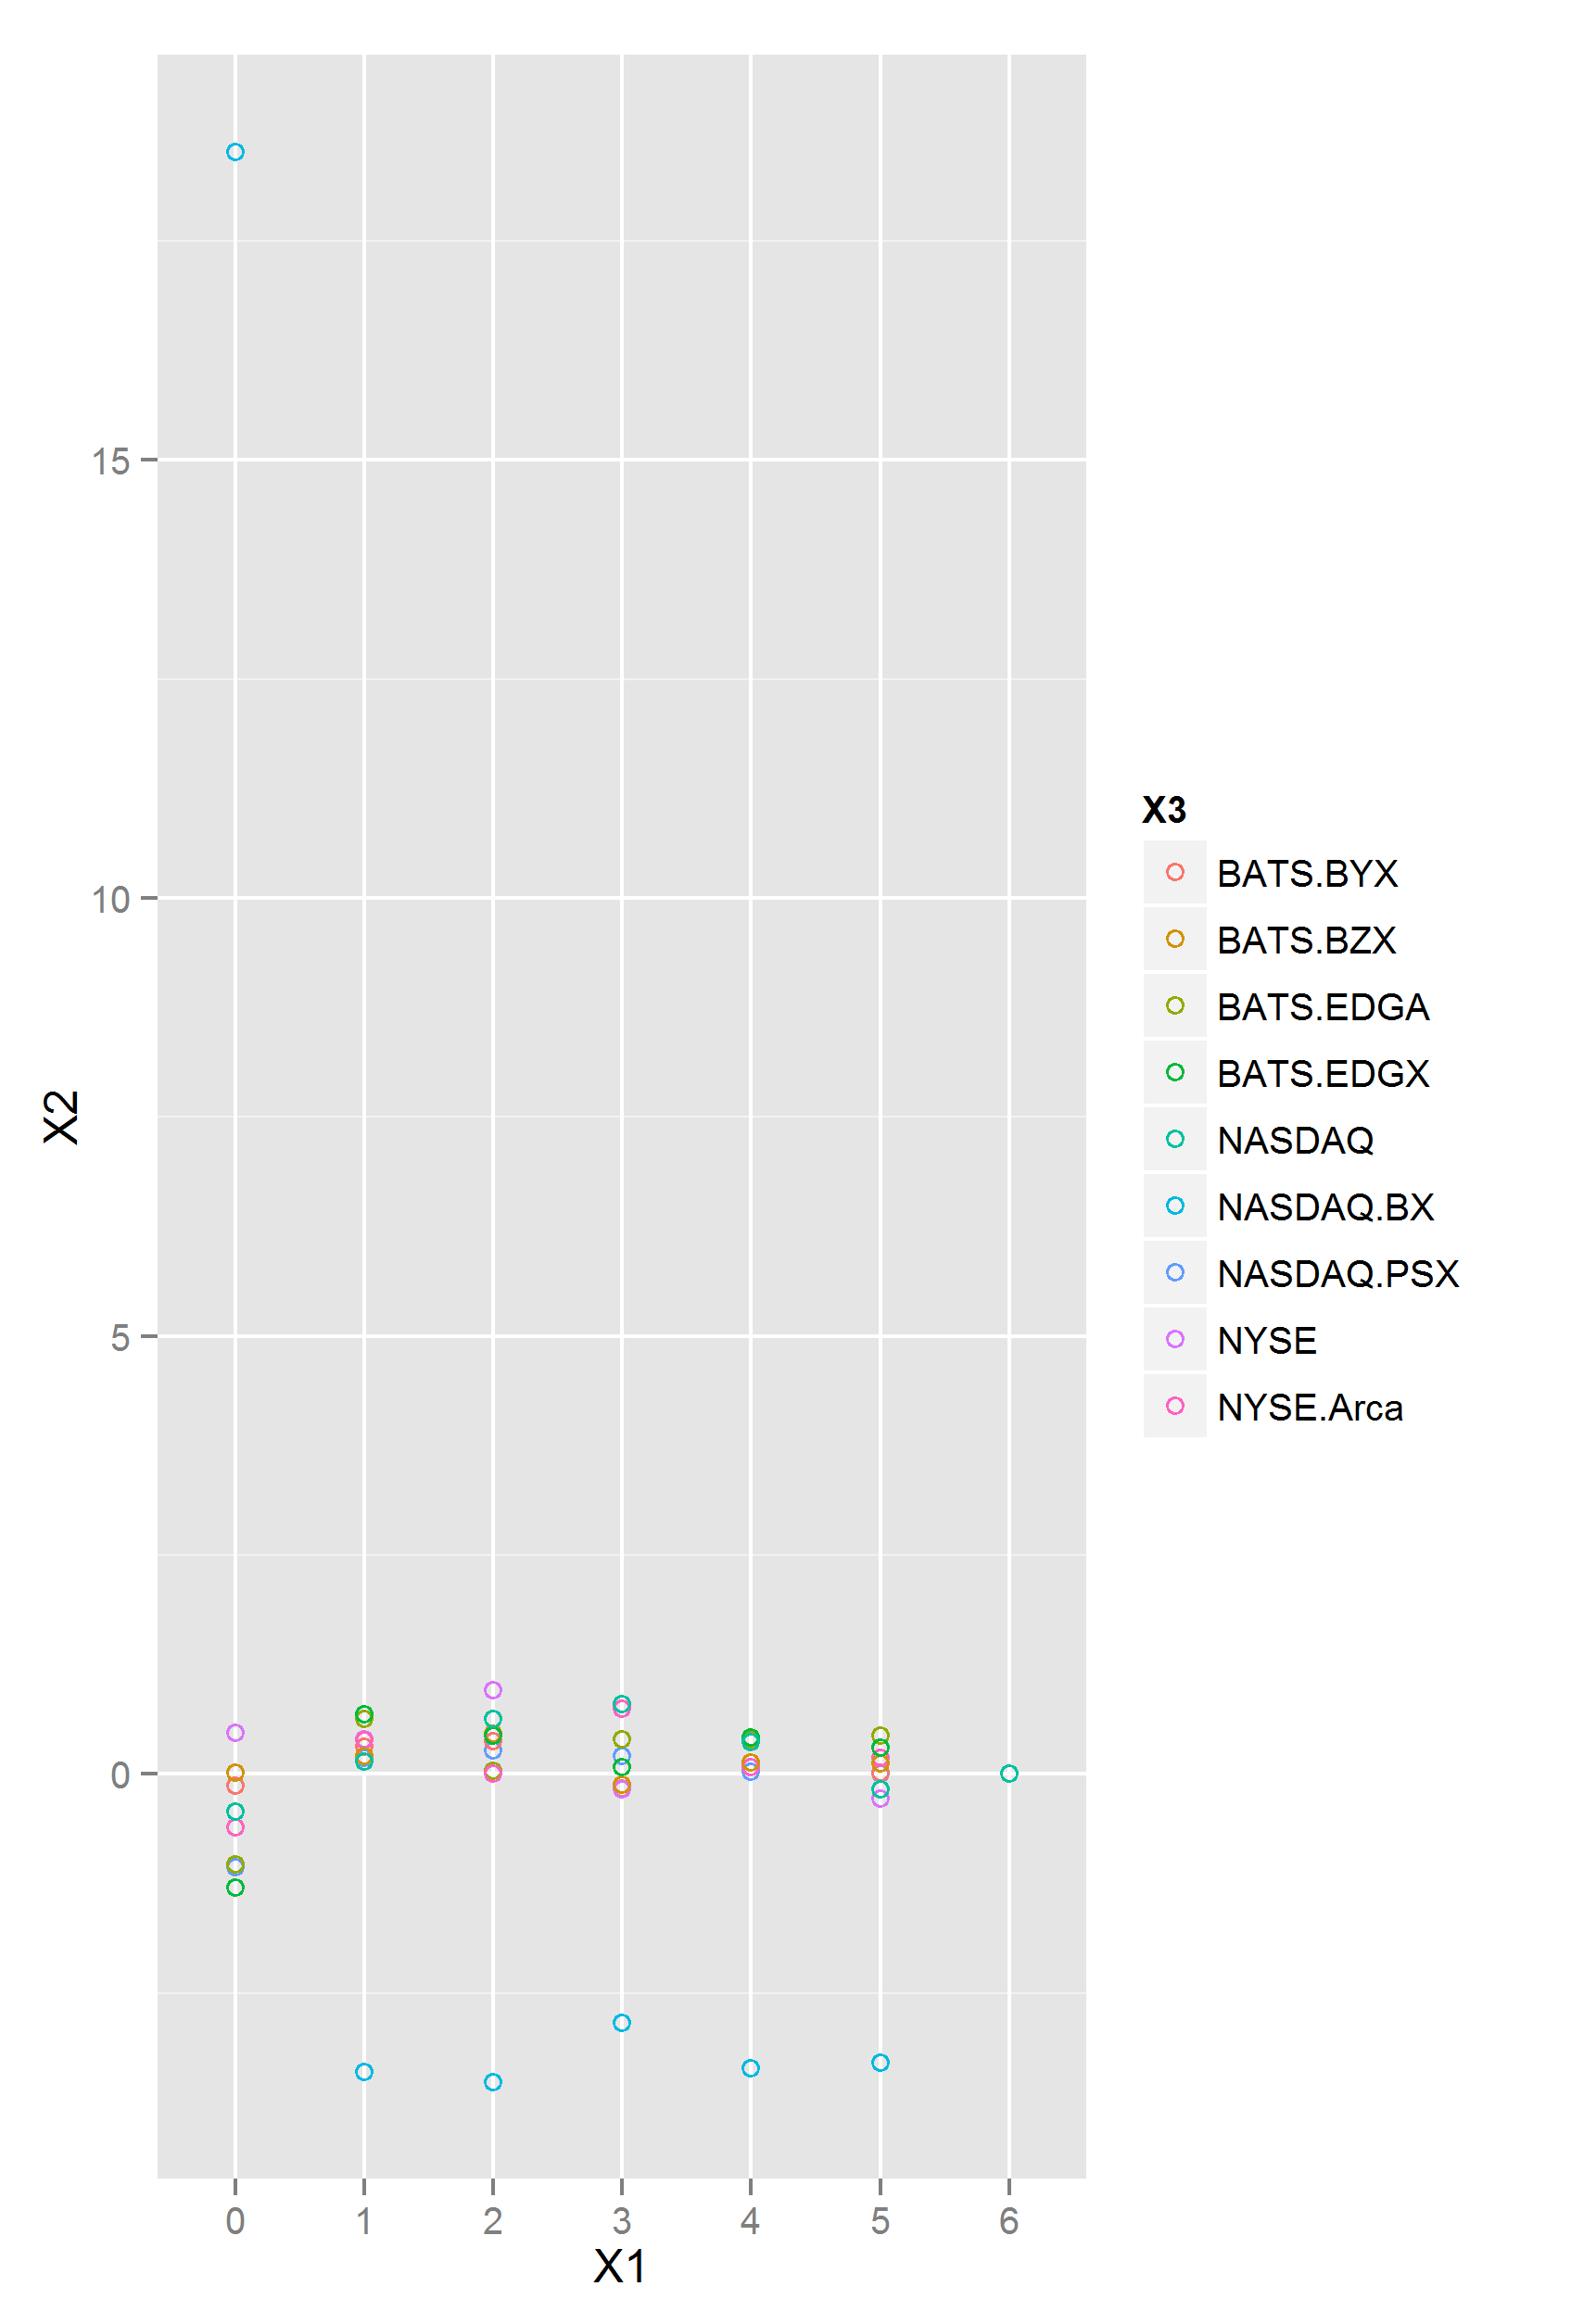 15
10
5
0
X2
0 1 2 3 4 5 6
X1
X3
BATS.BYX
BATS.BZX
BATS.EDGA
BATS.EDGX
NASDAQ
NASDAQ.BX
NASDAQ.PSX
NYSE
NYSE.Arca